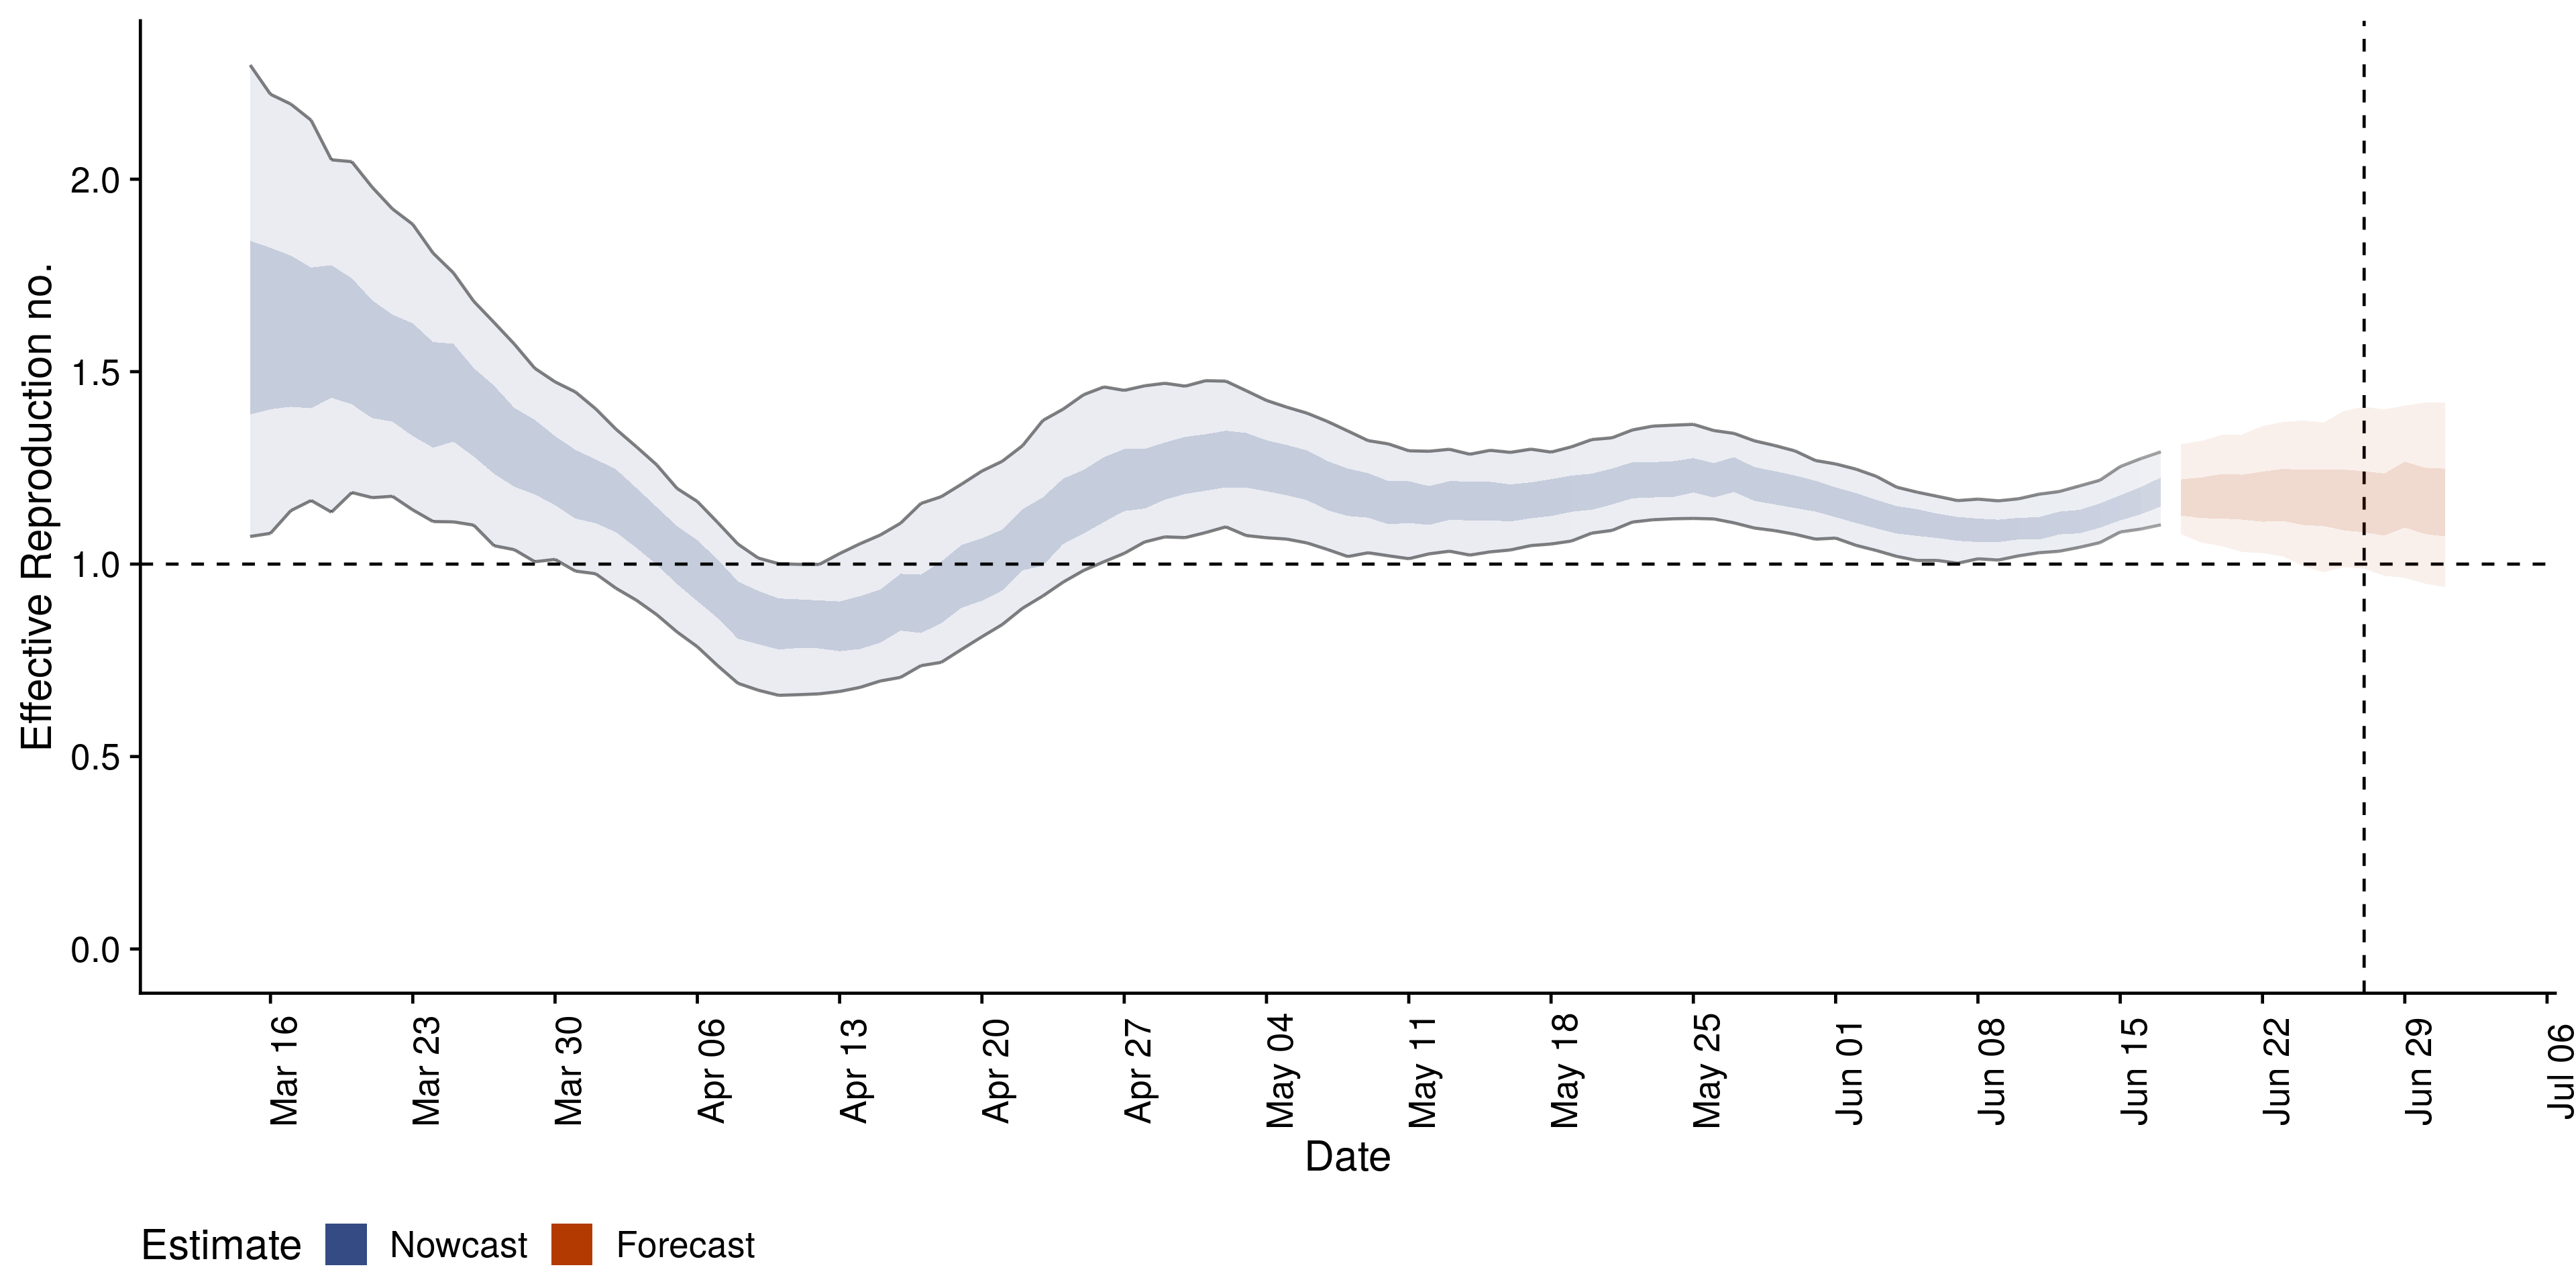 Effective Reproduction no.
2.0
1.5
1.0
0.5
0.0
Mar 16
Mar 23
Mar 30
Apr 06
Apr 13
Apr 20
Apr 27
May 04
May 11
May 18
May 25
Jun 01
Jun 08
Jun 15
Jun 22
Jun 29
Jul 06
Date
Estimate Nowcast Forecast